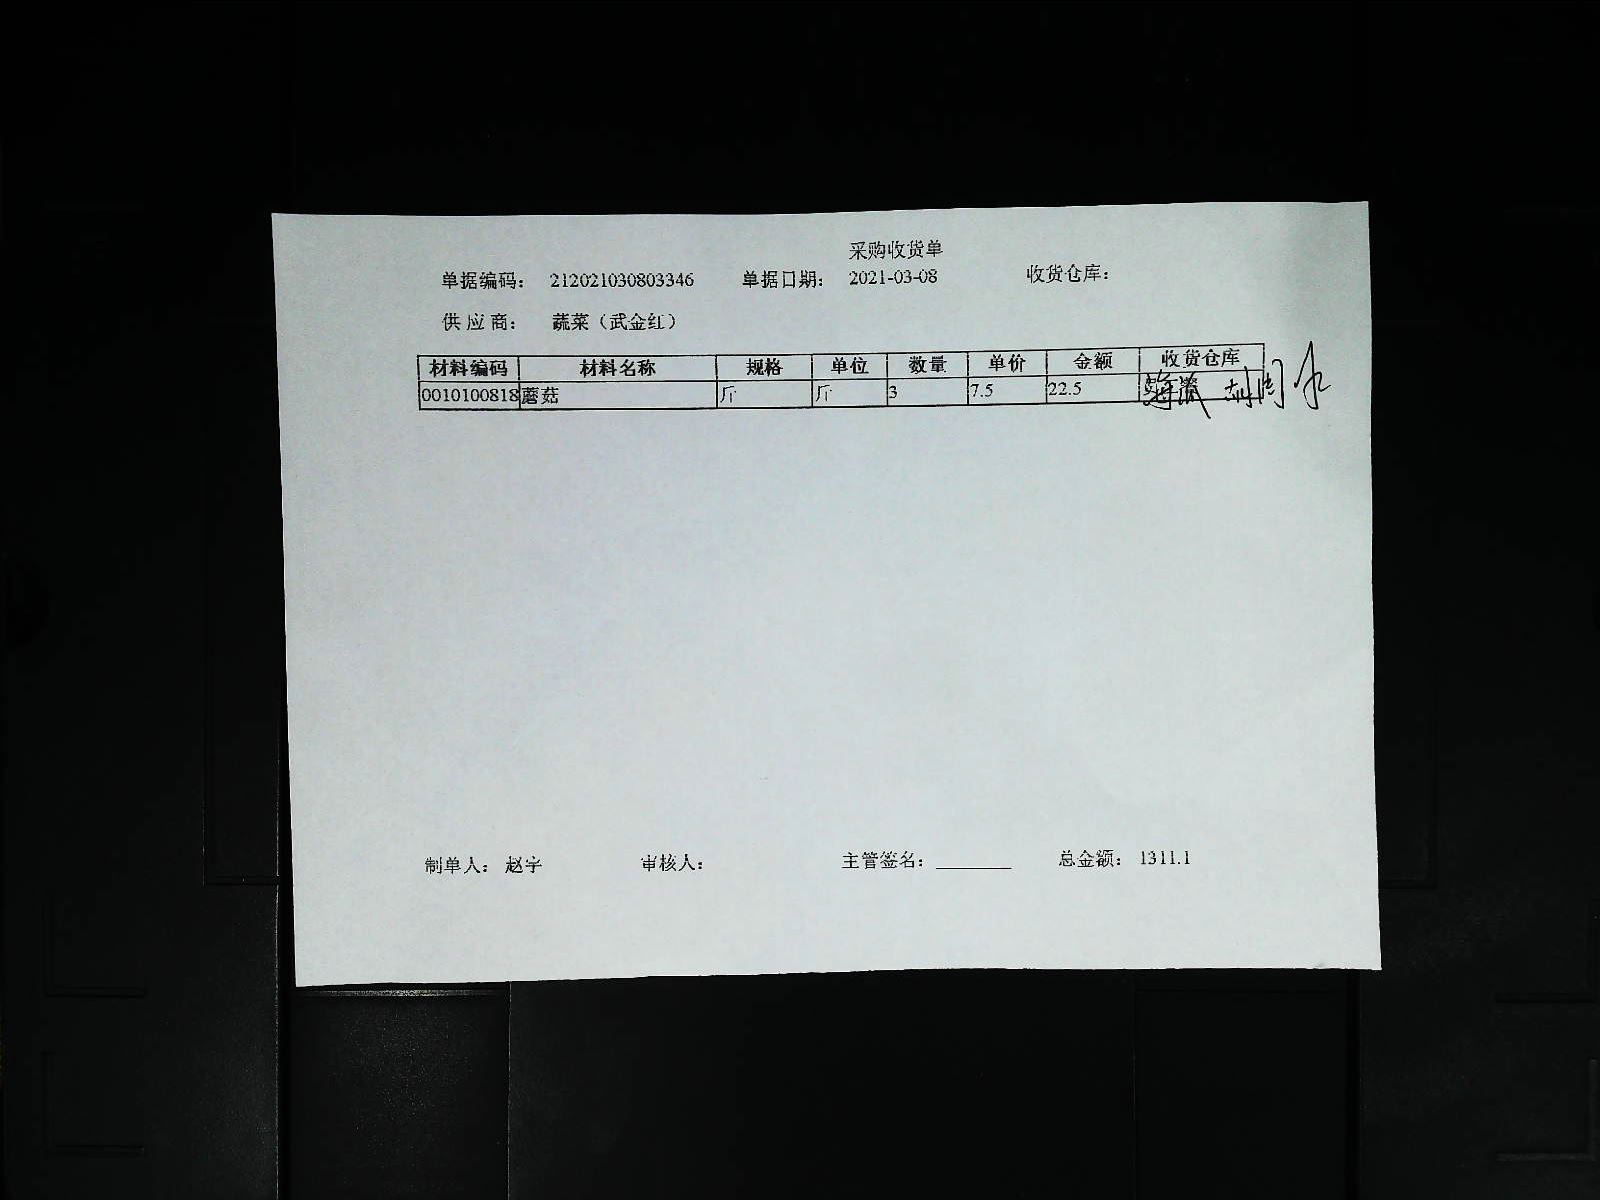 采购收货单
单据编码： 212021030803346 单据日期： 2021-03-08 收货仓库：
供 应 商： 蔬菜（武金红）
材料编码 材料名称 规格 单位 数量 单价 金额 收货仓库
0010100818 蘑菇 斤 斤 3 7.5 22.5
制单人： 赵宇 审核人： 主管签名： 总金额： 1311.1